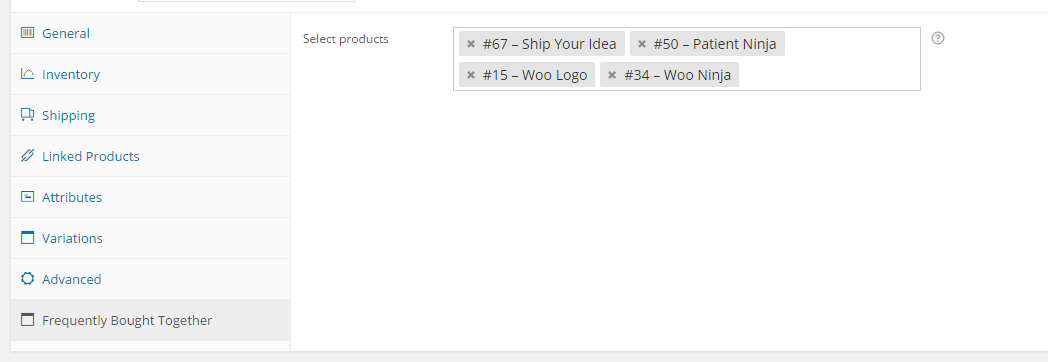 General
Inventory
Shipping
Linked Products
Attributes
Variations
Advanced
Frequently Bought Together
Select products
× #67 – Ship Your Idea × #50 – Patient Ninja
× #15 – Woo Logo × #34 – Woo Ninja
?